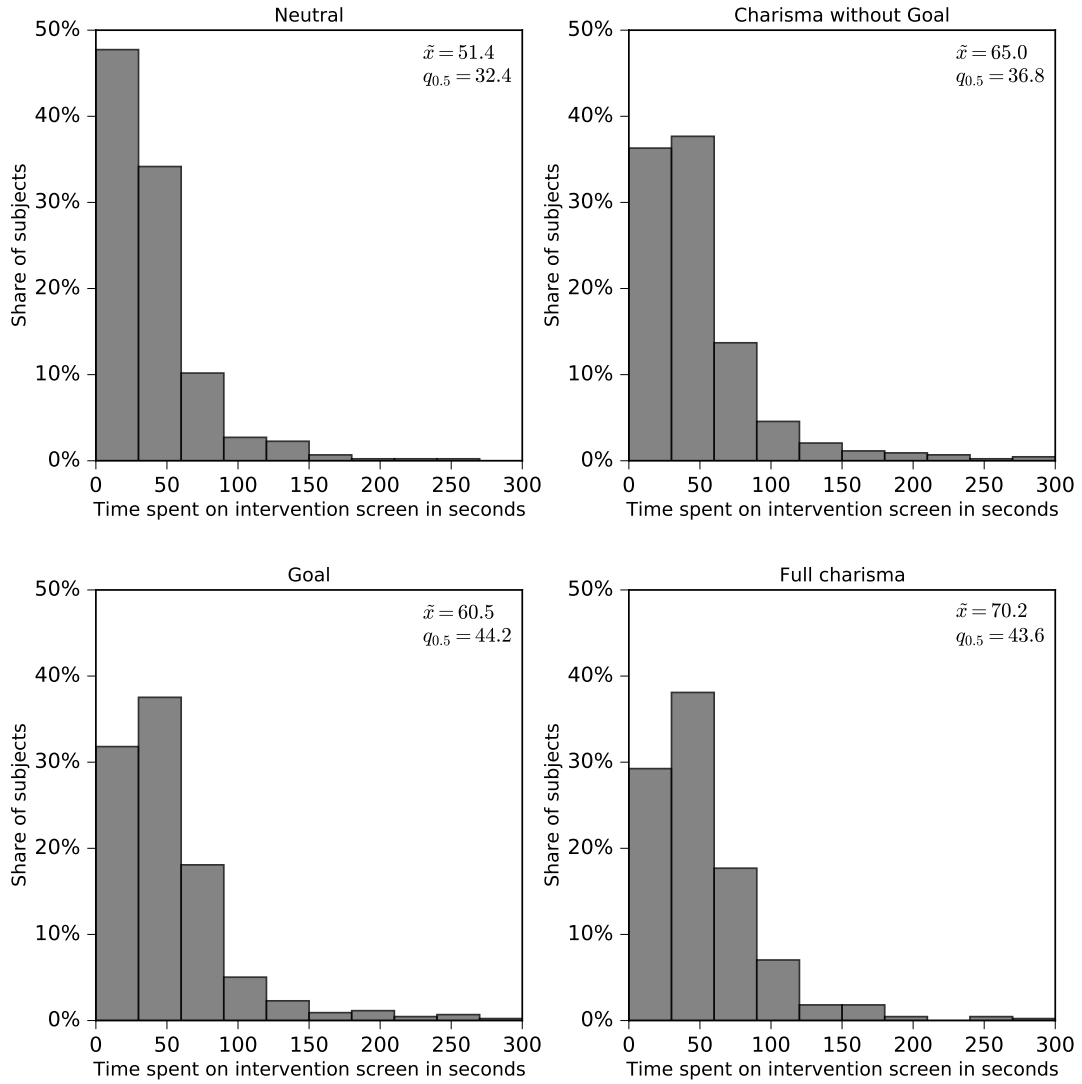 Neutral
50%
40%
30%
20%
10%
0%
Share of subjects
x̃ = 51.4
q0.5 = 32.4
0 50 100 150 200 250 300
Time spent on intervention screen in seconds
Charisma without Goal
50%
40%
30%
20%
10%
0%
Share of subjects
x̃ = 65.0
q0.5 = 36.8
0 50 100 150 200 250 300
Time spent on intervention screen in seconds
Goal
50%
40%
30%
20%
10%
0%
Share of subjects
x̃ = 60.5
q0.5 = 44.2
0 50 100 150 200 250 300
Time spent on intervention screen in seconds
Full charisma
50%
40%
30%
20%
10%
0%
Share of subjects
x̃ = 70.2
q0.5 = 43.6
0 50 100 150 200 250 300
Time spent on intervention screen in seconds